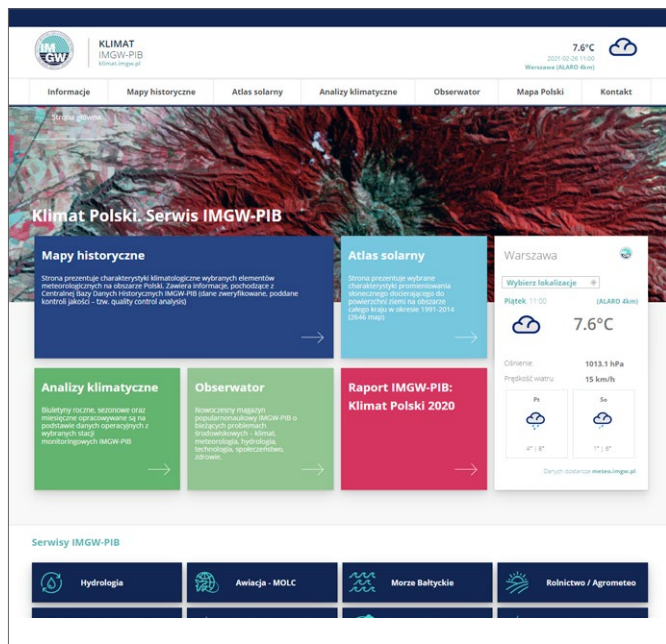 IM
GW
KLIMAT
IMGW-PIB
klimat.imgw.pl
7.6°C
2021-02-26 11:00
Warszawa (ALARO 4km)
Informacje Mapy historyczne Atlas solarny Analizy klimatyczne Obserwator Mapa Polski Kontakt
Strona główna
Klimat Polski. Serwis IMGW-PIB
Mapy historyczne
Strona prezentuje charakterystyki klimatologiczne wybranych elementów
meteorologicznych na obszarze Polski. Zawiera informacje, pochodzące z
Centralnej Bazy Danych Historycznych IMGW-PIB (dane zweryfikowane, poddane
kontroli jakości – tzw. quality control analysis)
Atlas solarny
Strona prezentuje wybrane
charakterystyki promieniowania
słonecznego docierającego do
powierzchni ziemi na obszarze
całego kraju w okresie 1991-2014
(2646 map)
Warszawa
Wybierz lokalizacje
Piątek, 11:00 (ALARO 4km)
7.6°C
Ciśnienie: 1013.1 hPa
Prędkość wiatru: 15 km/h
Pt So
4° | 8° 1° | 6°
Danych dostarcza meteo.imgw.pl
Analizy klimatyczne
Biuletyny roczne, sezonowe oraz
miesięczne opracowywane są na
podstawie danych operacyjnych z
wybranych stacji
monitoringowych IMGW-PIB
Obserwator
Nowoczesny magazyn
popularnonaukowy IMGW-PIB o
bieżących problemach
środowiskowych – klimat,
meteorologia, hydrologia,
technologia, społeczeństwo,
zdrowie.
Raport IMGW-PIB:
Klimat Polski 2020
Serwisy IMGW-PIB
Hydrologia Awiacja - MOLC Morze Bałtyckie Rolnictwo / Agrometeo